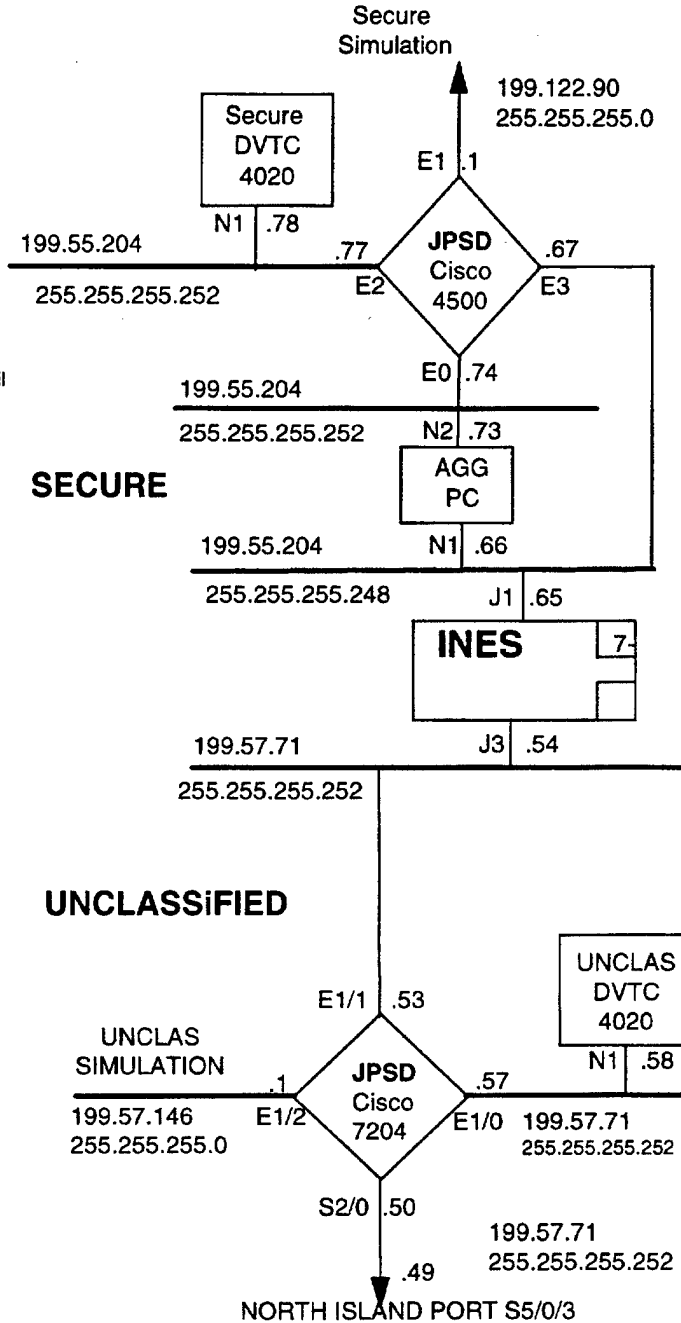 Secure
Simulation
199.122.90
255.255.255.0
Secure
DVTC
4020
E1 .1
N1 .78
199.55.204
.77
JPSD
Cisco
4500
.67
E2
E3
255.255.255.252
E0 .74
199.55.204
255.255.255.252
N2 .73
SECURE
AGG
PC
199.55.204
N1 .66
255.255.255.248
J1 .65
INES
7-
199.57.71
J3 .54
255.255.255.252
UNCLASSiFIED
UNCLAS
DVTC
4020
E1/1 .53
UNCLAS
SIMULATION
N1 .58
.1
JPSD
Cisco
7204
.57
199.57.146
E1/2
E1/0
199.57.71
255.255.255.0
255.255.255.252
S2/0 .50
199.57.71
255.255.255.252
.49
NORTH ISLAND PORT S5/0/3